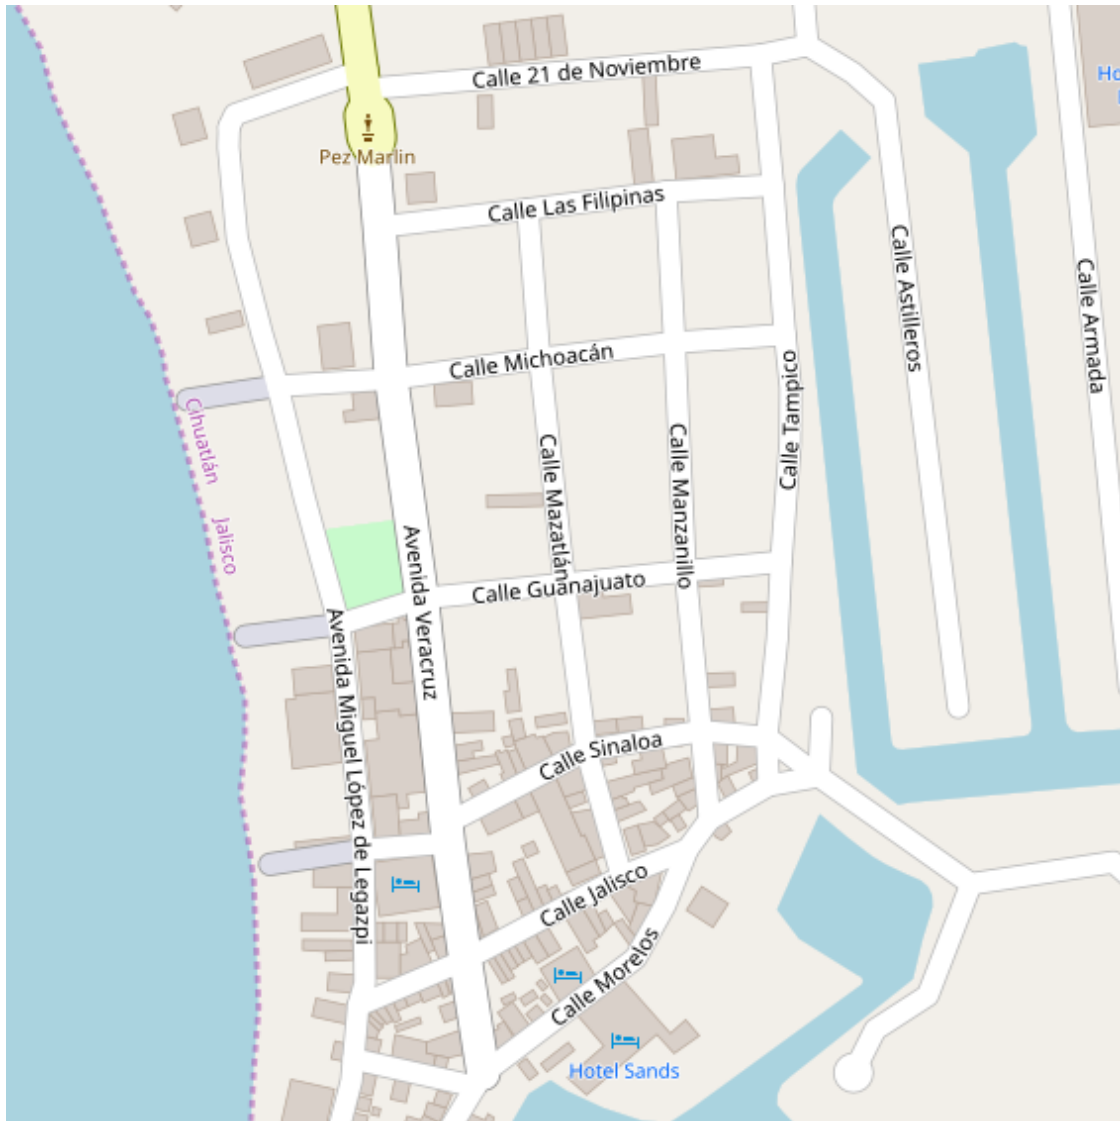 Calle 21 de Noviembre
Ho
Pez Marlin
Calle Las Filipinas
Calle Astilleros
Calle Armada
Calle Michoacán
Calle Tampico
Cihuatlán
Jalisco
Calle Mazatlán
Calle Manzanillo
Avenida Veracruz
Calle Guanajuato
Avenida Miguel López de Legazpi
Calle Sinaloa
Calle Jalisco
Calle Morelos
Hotel Sands